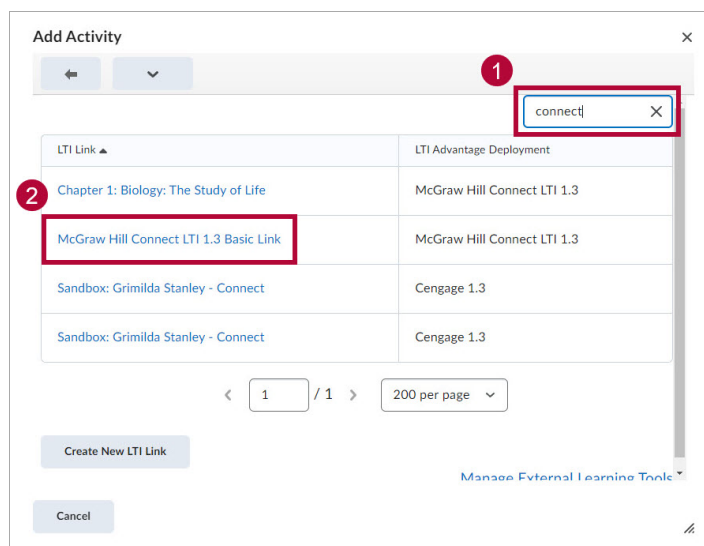 Add Activity
1
connect
LTI Link LTI Advantage Deployment
2
Chapter 1: Biology: The Study of Life McGraw Hill Connect LTI 1.3
McGraw Hill Connect LTI 1.3 Basic Link McGraw Hill Connect LTI 1.3
Sandbox: Grimilda Stanley - Connect Cengage 1.3
Sandbox: Grimilda Stanley - Connect Cengage 1.3
1 / 1 200 per page
Create New LTI Link
Manage External Learning Tools
Cancel